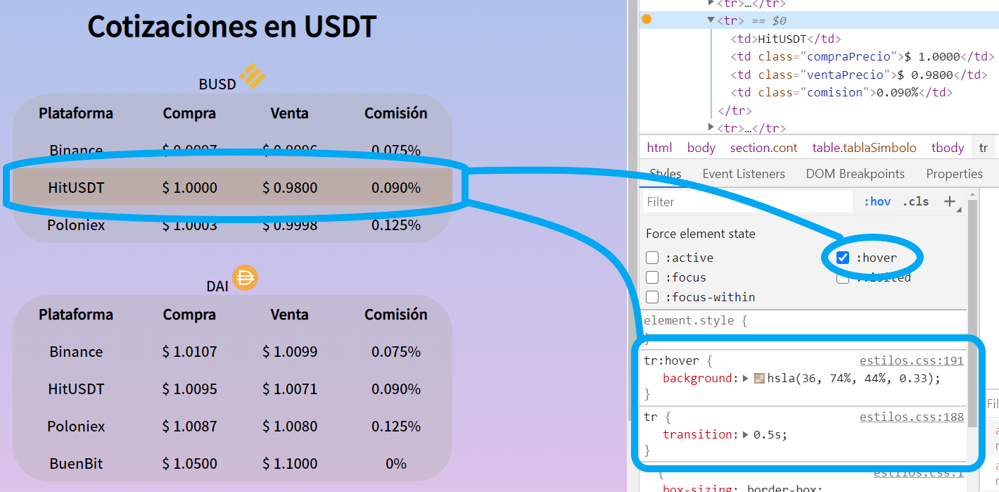 Cotizaciones en USDT
BUSD
Plataforma Compra Venta Comisión
Binance $ 0.9997 $ 0.9996 0.075%
HitUSDT $ 1.0000 $ 0.9800 0.090%
Poloniex $ 1.0003 $ 0.9998 0.125%
DAI
Plataforma Compra Venta Comisión
Binance $ 1.0107 $ 1.0099 0.075%
HitUSDT $ 1.0095 $ 1.0071 0.090%
Poloniex $ 1.0087 $ 1.0080 0.125%
BuenBit $ 1.0500 $ 1.1000 0%
<tr>…</tr>
<tr> == $0
<td>HitUSDT</td>
<td class="compraPrecio">$ 1.0000</td>
<td class="ventaPrecio">$ 0.9800</td>
<td class="comision">0.090%</td>
</tr>
<tr>…</tr>
html body section.cont table.tablaSimbolo tbody tr
Styles Event Listeners DOM Breakpoints Properties
Filter :hov .cls +
Force element state
:active :hover
:focus :visited
:focus-within
element.style {
}
tr:hover { estilos.css:191
background: hsla(36, 74%, 44%, 0.33);
}
tr { estilos.css:188
transition: 0.5s;
}
{ estilos.css:1
box-sizing: border-box;
Fil